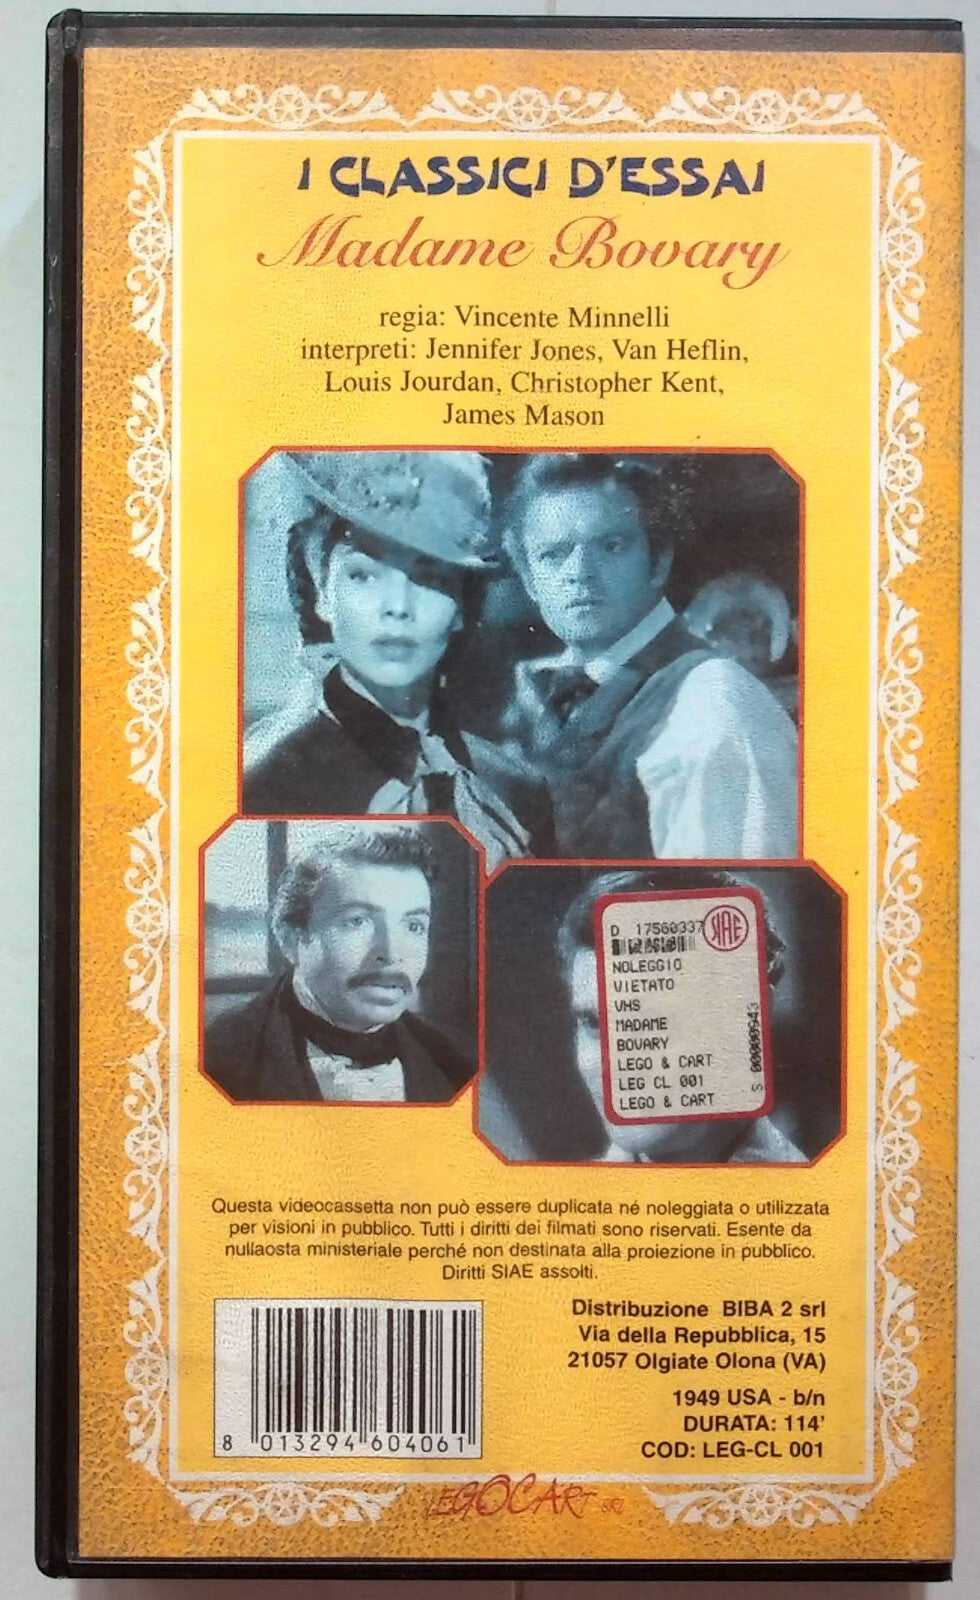 I CLASSICI D'ESSAI
Madame Bovary
regia: Vincente Minnelli
interpreti: Jennifer Jones, Van Heflin,
Louis Jourdan, Christopher Kent,
James Mason
D 17560337 SIAE
NOLEGGIO
VIETATO
VHS
MADAME
BOVARY
LEGO & CART
LEG CL 001
LEGO & CART
S 00000943
Questa videocassetta non può essere duplicata né noleggiata o utilizzata
per visioni in pubblico. Tutti i diritti dei filmati sono riservati. Esente da
nullaosta ministeriale perché non destinata alla proiezione in pubblico.
Diritti SIAE assolti.
Distribuzione BIBA 2 srl
Via della Repubblica, 15
21057 Olgiate Olona (VA)
1949 USA - b/n
DURATA: 114'
COD: LEG-CL 001
8 013294 604061
LEGOCART SRL